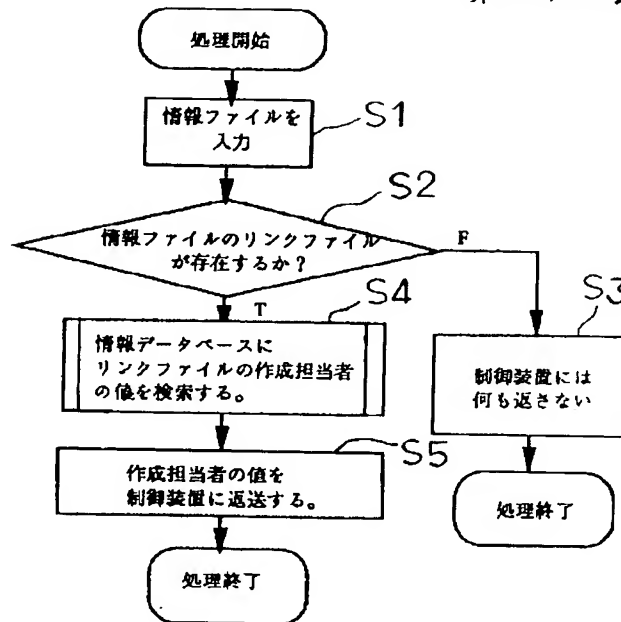 処理開始
情報ファイルを
入力
S1
S2
情報ファイルのリンクファイル
が存在するか?
F
T
S4
情報データベースに
リンクファイルの作成担当者
の値を検索する。
S3
制御装置には
何も返さない
S5
作成担当者の値を
制御装置に返送する。
処理終了
処理終了